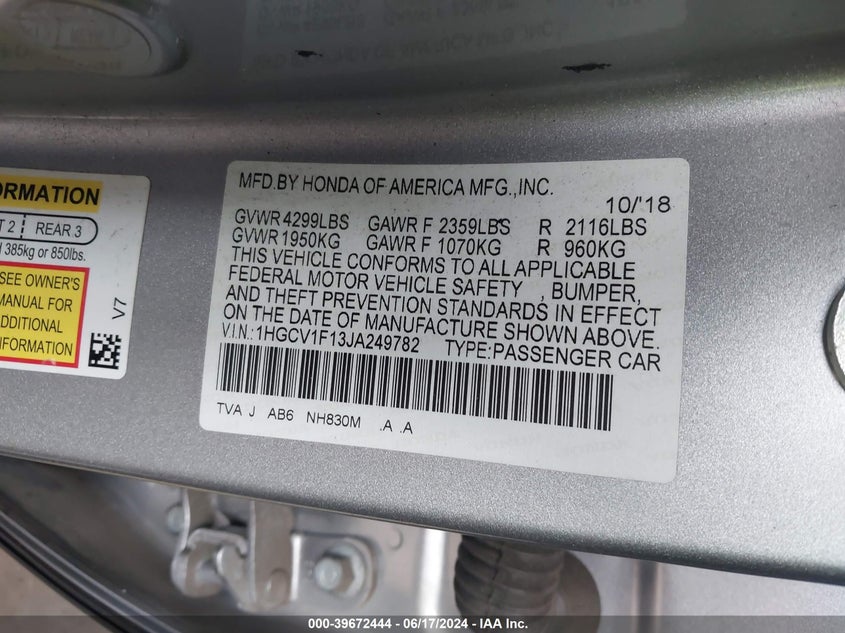 ORMATION
T 2 REAR 3
385kg or 850lbs.
SEE OWNER'S
MANUAL FOR
ADDITIONAL
INFORMATION
V7
MFD.BY HONDA OF AMERICA MFG.,INC.
10/'18
GVWR 4299LBS GAWR F 2359LBS R 2116LBS
GVWR 1950KG GAWR F 1070KG R 960KG
THIS VEHICLE CONFORMS TO ALL APPLICABLE
FEDERAL MOTOR VEHICLE SAFETY , BUMPER,
AND THEFT PREVENTION STANDARDS IN EFFECT
ON THE DATE OF MANUFACTURE SHOWN ABOVE.
V.I.N.:1HGCV1F13JA249782 TYPE:PASSENGER CAR
TVA J AB6 NH830M .A .A
000-39672444 - 06/17/2024 - IAA Inc.